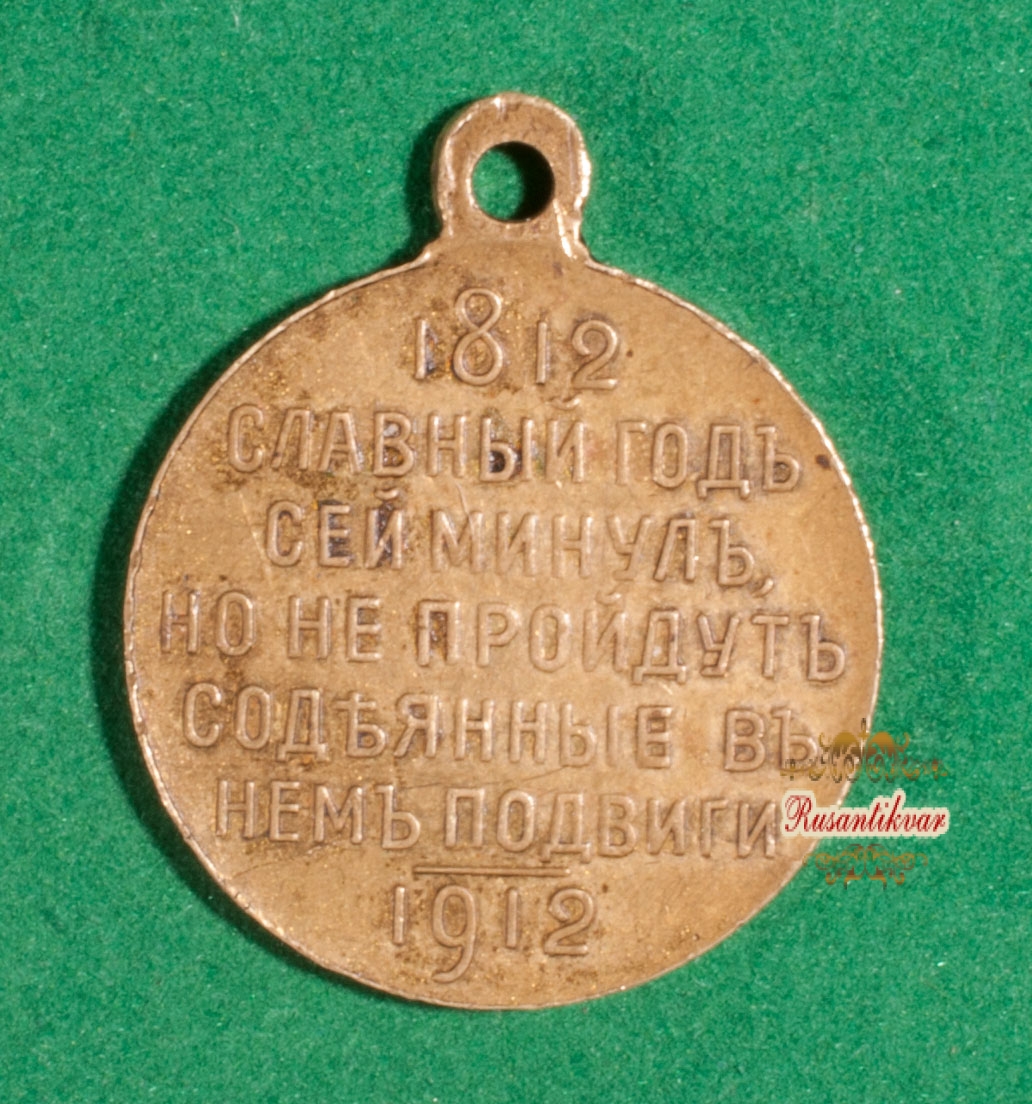 1812
СЛАВНЫЙ ГОДЪ
СЕЙ МИНУЛЪ,
НО НЕ ПРОЙДУТЪ
СОДѢЯННЫЕ ВЪ
НЕМЪ ПОДВИГИ
1912
Rusantikvar